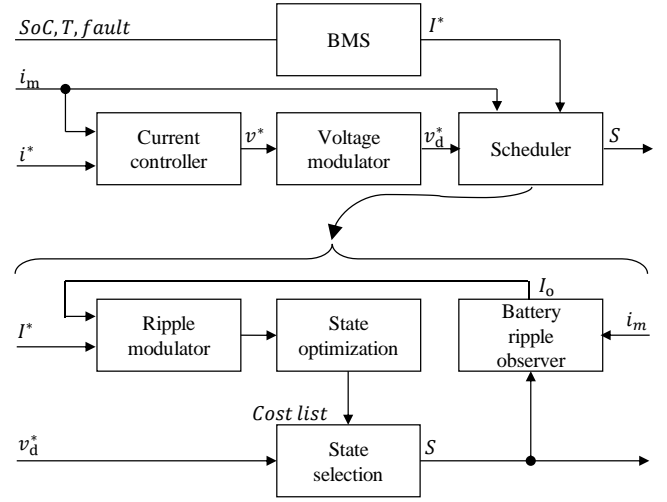 SoC, T, fault
BMS
I*
i_m
i*
Current
controller
v*
Voltage
modulator
v_d*
Scheduler
S
I_o
I*
Ripple
modulator
State
optimization
Battery
ripple
observer
i_m
Cost list
v_d*
State
selection
S